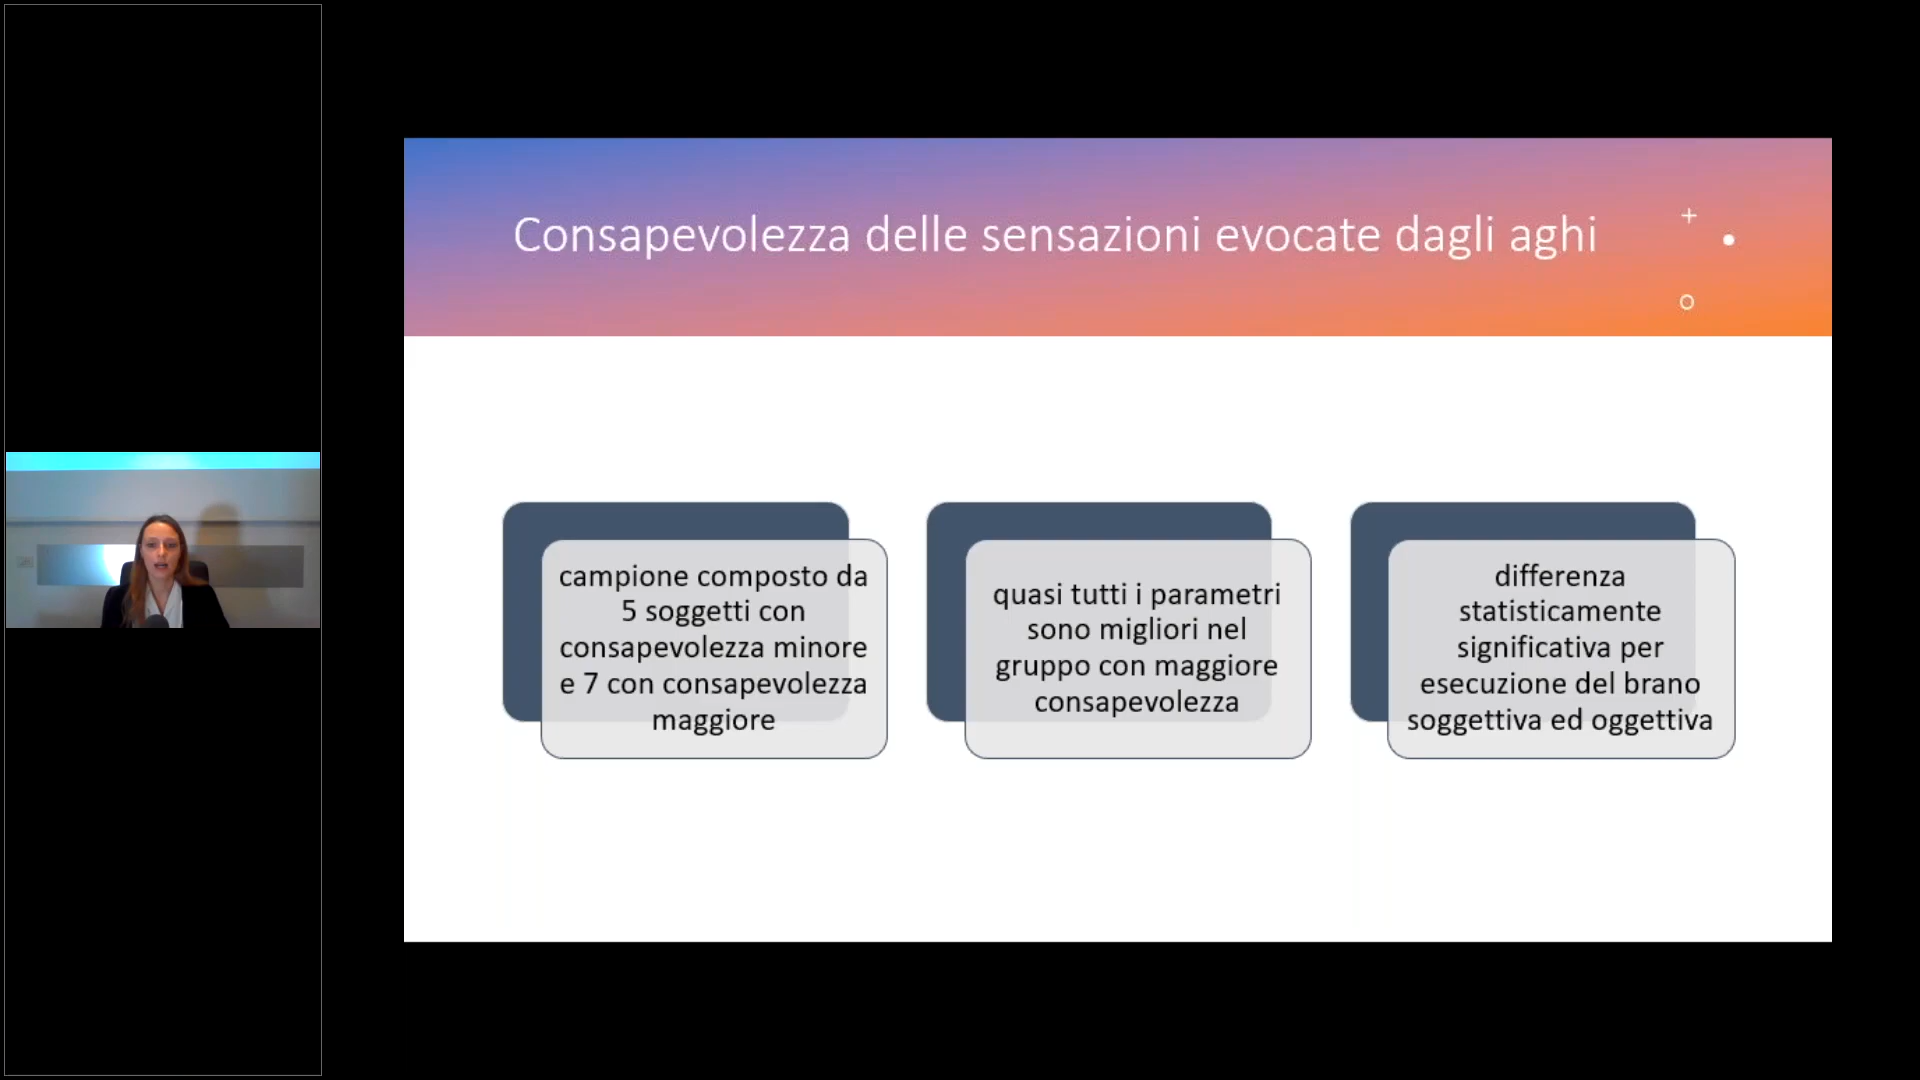 Consapevolezza delle sensazioni evocate dagli aghi
campione composto da
5 soggetti con
consapevolezza minore
e 7 con consapevolezza
maggiore
quasi tutti i parametri
sono migliori nel
gruppo con maggiore
consapevolezza
differenza
statisticamente
significativa per
esecuzione del brano
soggettiva ed oggettiva